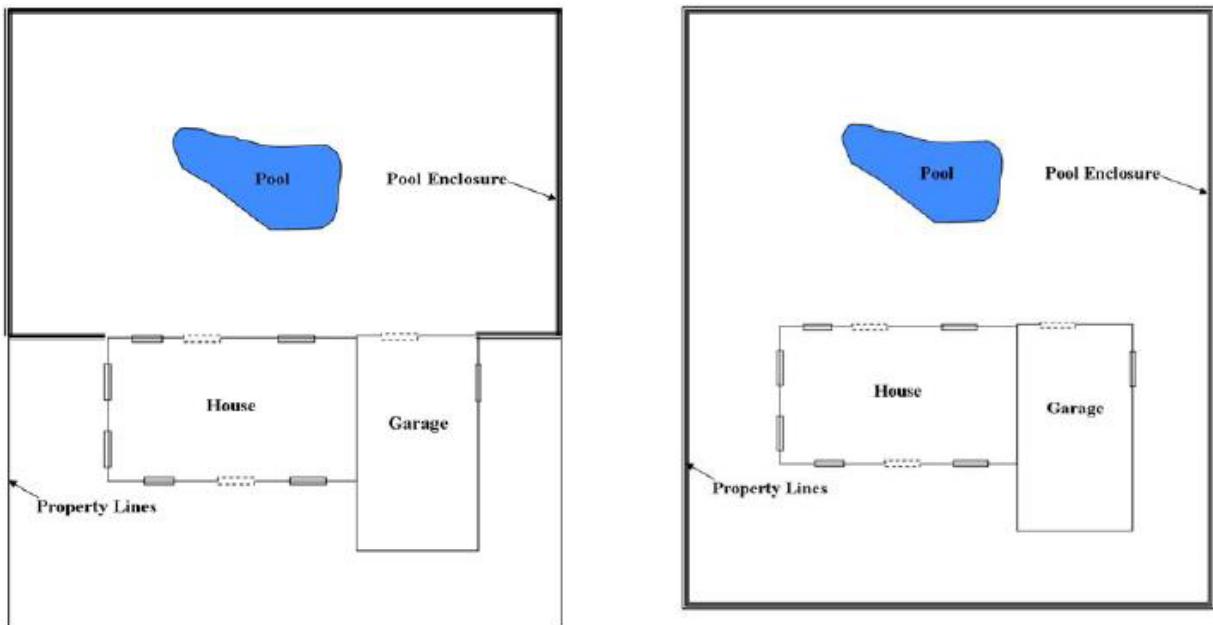 Pool
Pool Enclosure
House
Garage
Property Lines
Pool
Pool Enclosure
House
Garage
Property Lines